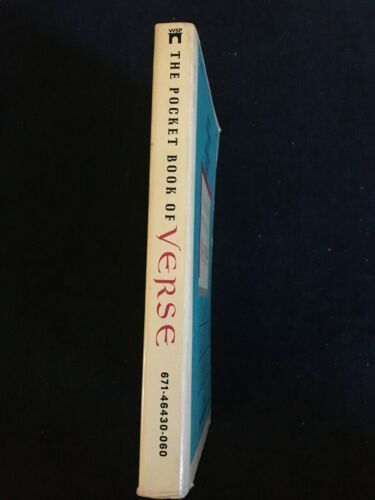 WSP
THE POCKET BOOK OF VERSE
671-46430-060